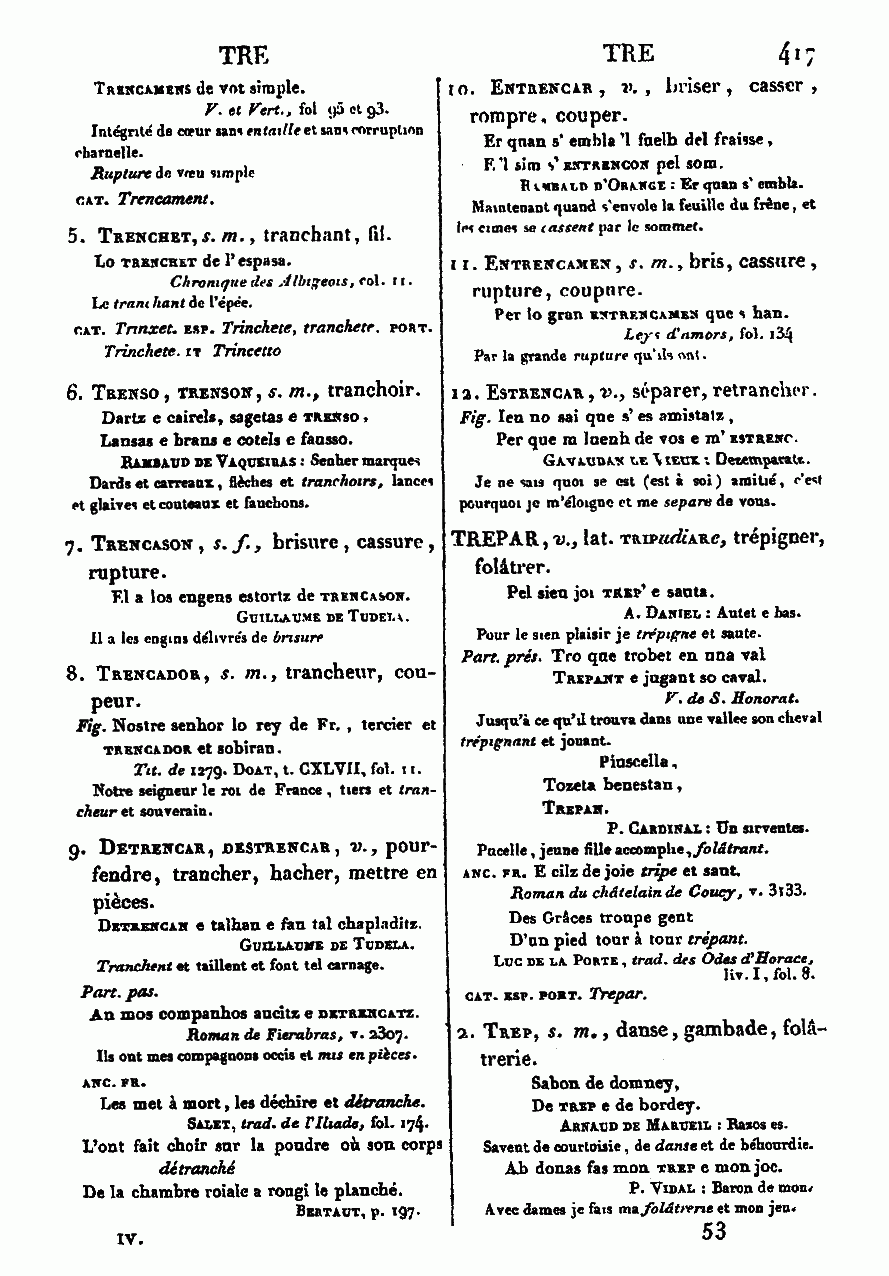 TRE
TRE 417
TRENCAMENS de vot simple.
V. et Vert., fol 95 et 93.
Intégrité de cœur sans entaille et sans corruption
charnelle.
Rupture de vœu simple
CAT. Trencament.
5. TRENCHET, s. m., tranchant, fil.
Lo TRENCHET de l'espasa.
Chronique des Albigeois, col. 11.
Le tranchant de l'épée.
CAT. Trinxet. ESP. Trinchete, tranchete. PORT.
Trinchete. IT Trincetto
6. TRENSO, TRENSON, s. m., tranchoir.
Dartz e cairels, sagetas e TRENSO,
Lansas e brans e cotels e fausso.
RAMBAUD DE VAQUEIRAS : Senher marques
Dards et carreaux, flèches et tranchoirs, lances
et glaives et couteaux et fauchons.
7. TRENCASON, s. f., brisure, cassure,
rupture.
El a los engens estortz de TRENCASON.
GUILLAUME DE TUDELA.
Il a les engins délivrés de brisure
8. TRENCADOR, s. m., trancheur, cou-
peur.
Fig. Nostre senhor lo rey de Fr., tercier et
TRENCADOR et sobiran.
Tit. de 1279. DOAT, t. CXLVII, fol. 11.
Notre seigneur le roi de France, tiers et tran-
cheur et souverain.
9. DETRENCAR, DESTRENCAR, v., pour-
fendre, trancher, hacher, mettre en
pièces.
DETRENCAN e talhan e fan tal chapladitz.
GUILLAUME DE TUDELA.
Tranchent et taillent et font tel carnage.
Part. pas.
An mos companhos aucitz e DETRENCATZ.
Roman de Fierabras, v. 2807.
Ils ont mes compagnons occis et mis en pièces.
ANC. FR.
Les met à mort, les déchire et détranche.
SALET, trad. de l'Iliade, fol. 174.
L'ont fait choir sur la poudre où son corps
détranché
De la chambre roiale a rougi le planché.
BERTAUT, p. 197.
IV.
10. ENTRENCAR, v., briser, casser,
rompre, couper.
Er quan s' embla 'l fuelh del fraisse,
E 'l sim s' ENTRENCON pel som.
RAMBALD D'ORANGE : Er quan s' embla.
Maintenant quand s'envole la feuille du frêne, et
les cimes se cassent par le sommet.
11. ENTRENCAMEN, s. m., bris, cassure,
rupture, coupure.
Per lo gran ENTRENCAMEN que s han.
Leys d'amors, fol. 134
Par la grande rupture qu'ils ont.
12. ESTRENCAR, v., séparer, retrancher.
Fig. Ieu no sai que s' es amistatz,
Per que m luenh de vos e m' ESTRENC.
GAVAUDAN LE VIEUX : Dezemparatz.
Je ne sais quoi se est (est à soi) amitié, c'est
pourquoi je m'éloigne et me sépare de vous.
TREPAR, v., lat. TRIPudiARe, trépigner,
folâtrer.
Pel sieu joi TREP' e sauta.
A. DANIEL : Autet e bas.
Pour le sien plaisir je trépigne et saute.
Part. prés. Tro que trobet en una val
TREPANT e jugant so caval.
V. de S. Honorat.
Jusqu'à ce qu'il trouva dans une vallee son cheval
trépignant et jouant.
Piuscella,
Tozeta benestan,
TREPAN.
P. CARDINAL : Un sirventes.
Pucelle, jeune fille accomplie, folâtrant.
ANC. FR. E cilz de joie tripe et saut.
Roman du châtelain de Coucy, v. 3133.
Des Grâces troupe gent
D'un pied tour à tour trépant.
LUC DE LA PORTE, trad. des Odes d'Horace,
liv. I, fol. 8.
CAT. ESP. PORT. Trepar.
2. TREP, s. m., danse, gambade, folâ-
trerie.
Sabon de domney,
De TREP e de bordey.
ARNAUD DE MARUEIL : Razos es.
Savent de courtoisie, de danse et de béhourdie.
Ab donas fas mon TREP e mon joc.
P. VIDAL : Baron de mon.
Avec dames je fais ma folâtrerie et mon jeu.
53